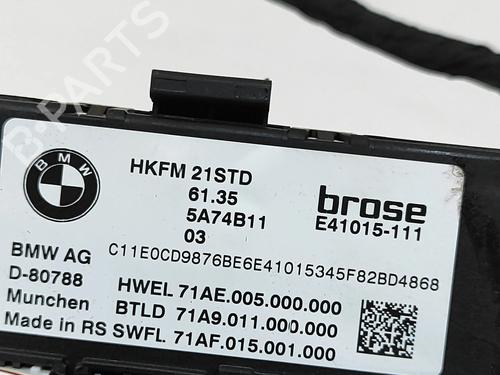 BMW
HKFM 21STD
61.35
5A74B11
03
brose
E41015-111
C11E0CD9876BE6E41015345F82BD4868
BMW AG
D-80788
Munchen
Made in RS
HWEL 71AE.005.000.000
BTLD 71A9.011.000.000
SWFL 71AF.015.001.000
B-PARTS